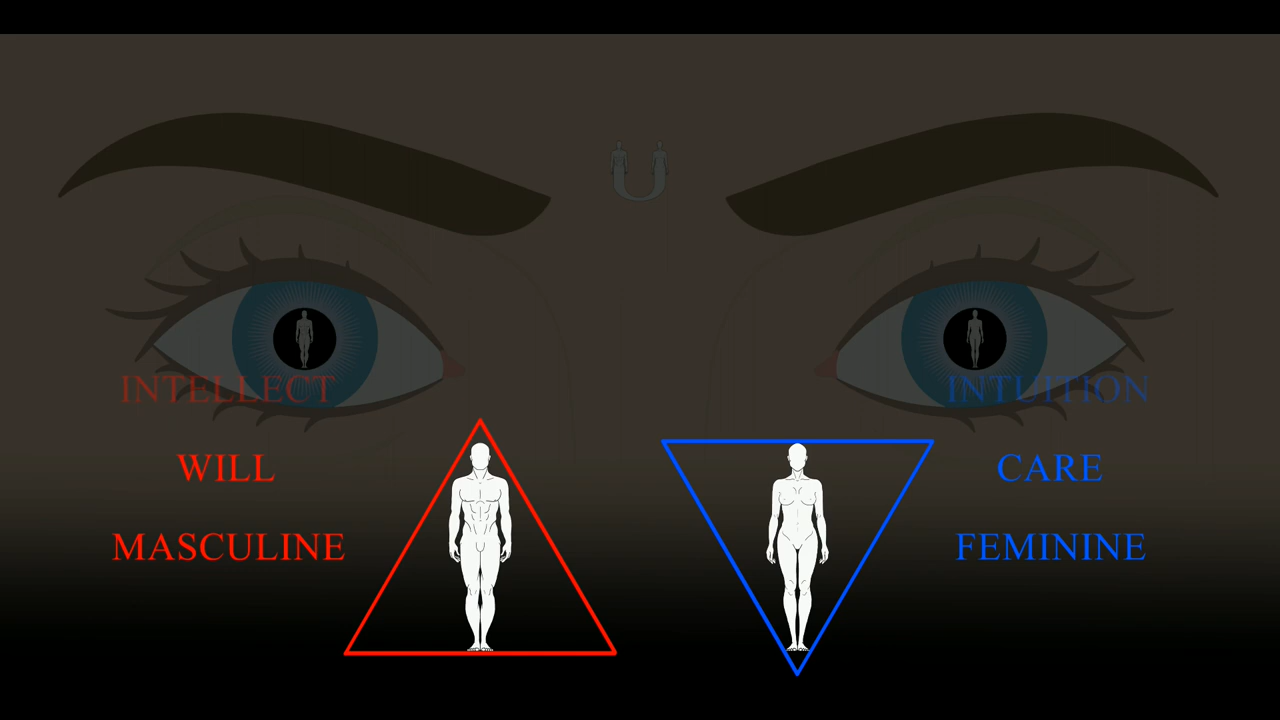 INTELLECT
WILL
MASCULINE
INTUITION
CARE
FEMININE